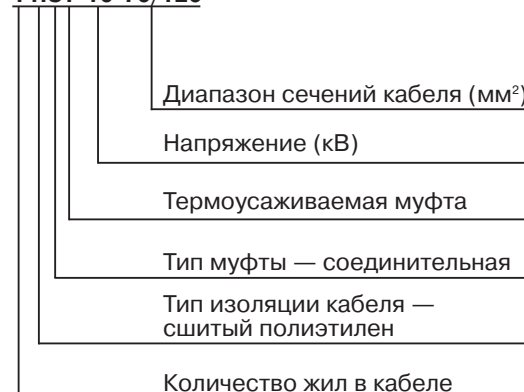 Диапазон сечений кабеля (мм²)
Напряжение (кВ)
Термоусаживаемая муфта
Тип муфты — соединительная
Тип изоляции кабеля —
сшитый полиэтилен
Количество жил в кабеле